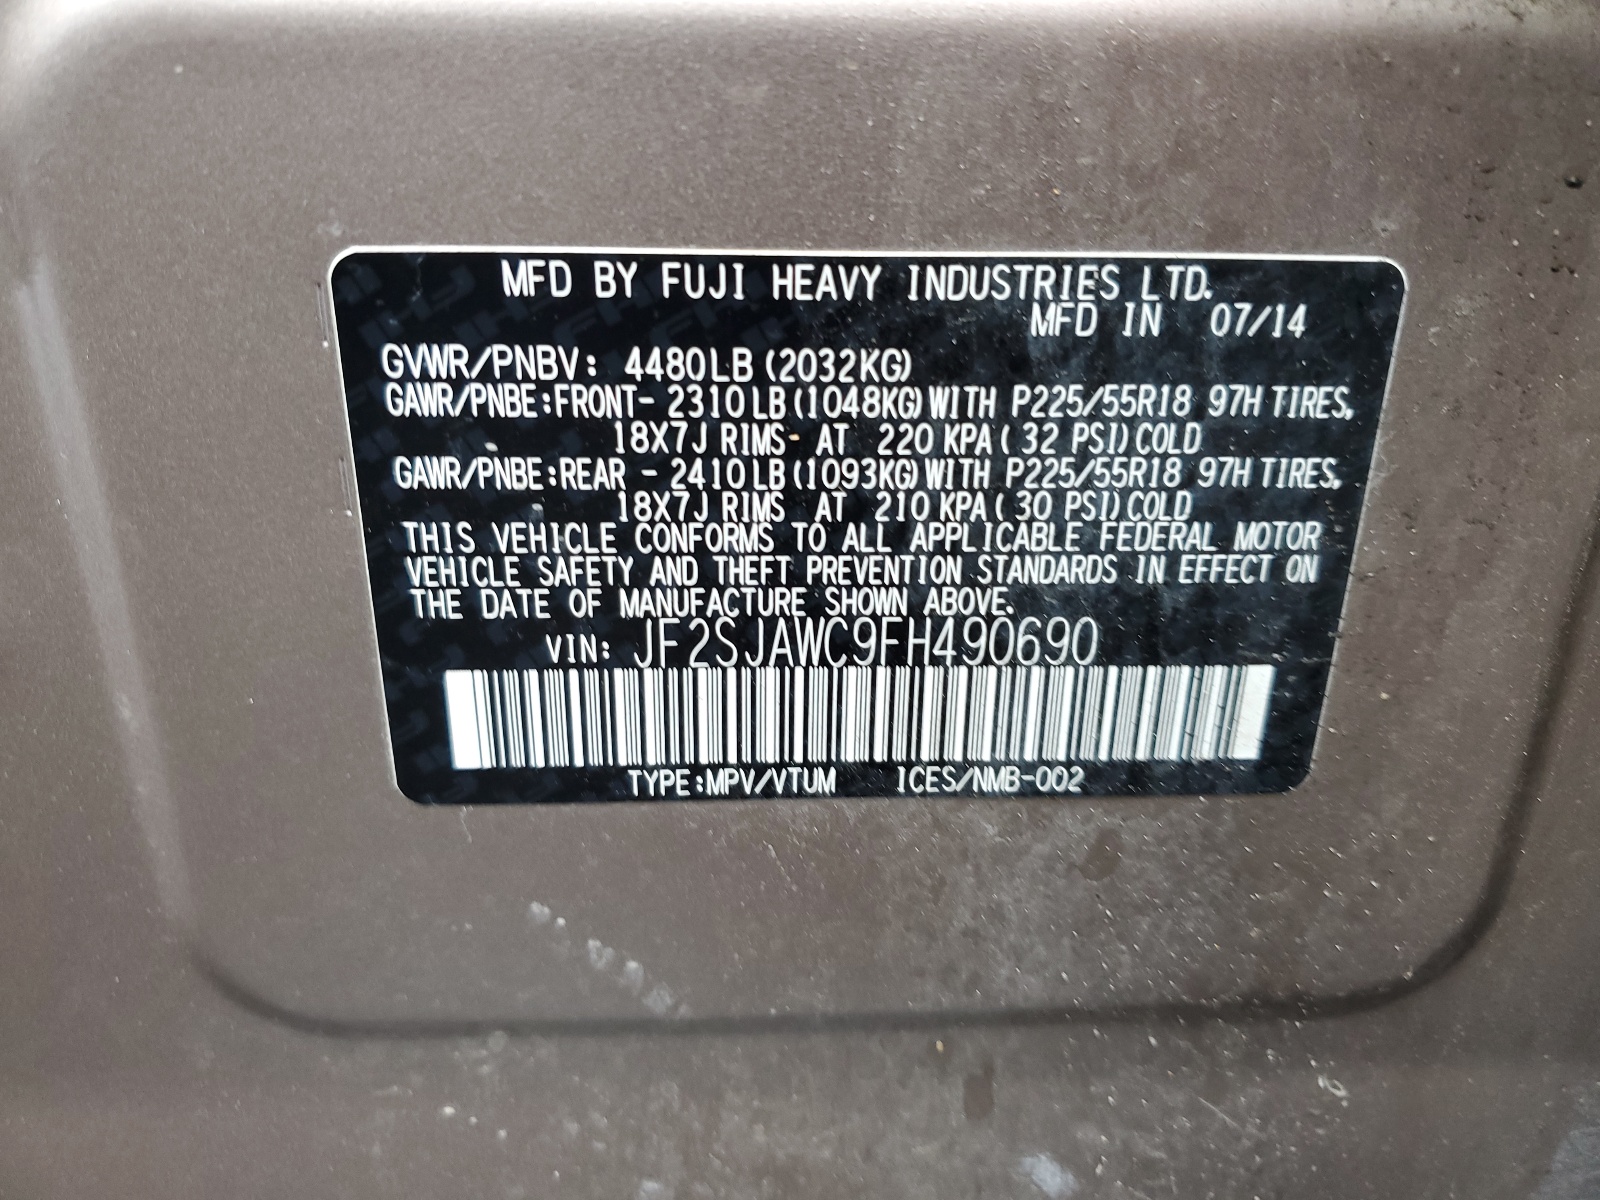 MFD BY FUJI HEAVY INDUSTRIES LTD.
MFD IN 07/14
GVWR/PNBV: 4480LB (2032KG)
GAWR/PNBE:FRONT- 2310LB(1048KG)WITH P225/55R18 97H TIRES,
18X7J RIMS AT 220 KPA( 32 PSI)COLD
GAWR/PNBE:REAR - 2410LB(1093KG)WITH P225/55R18 97H TIRES,
18X7J RIMS AT 210 KPA( 30 PSI)COLD
THIS VEHICLE CONFORMS TO ALL APPLICABLE FEDERAL MOTOR
VEHICLE SAFETY AND THEFT PREVENTION STANDARDS IN EFFECT ON
THE DATE OF MANUFACTURE SHOWN ABOVE.
VIN: JF2SJAWC9FH490690
TYPE:MPV/VTUM ICES/NMB-002